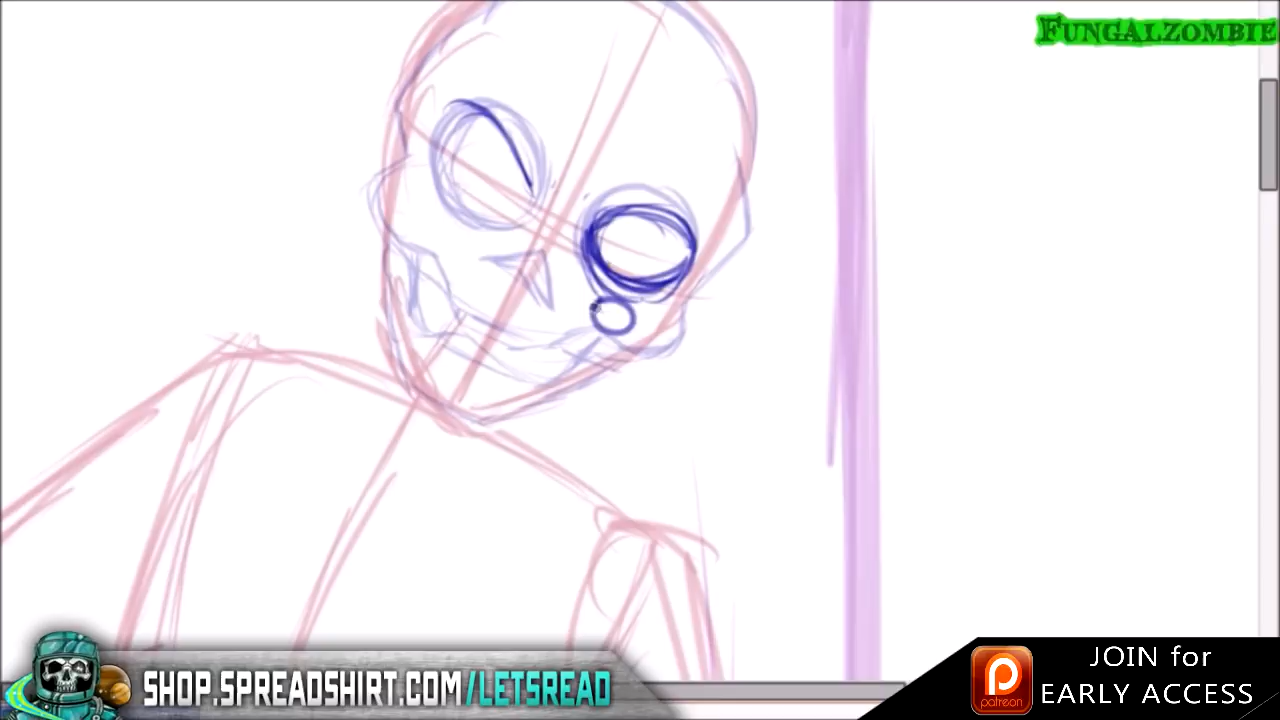 FUNGALZOMBIE
SHOP.SPREADSHIRT.COM/LETSREAD
JOIN for
EARLY ACCESS
patreon